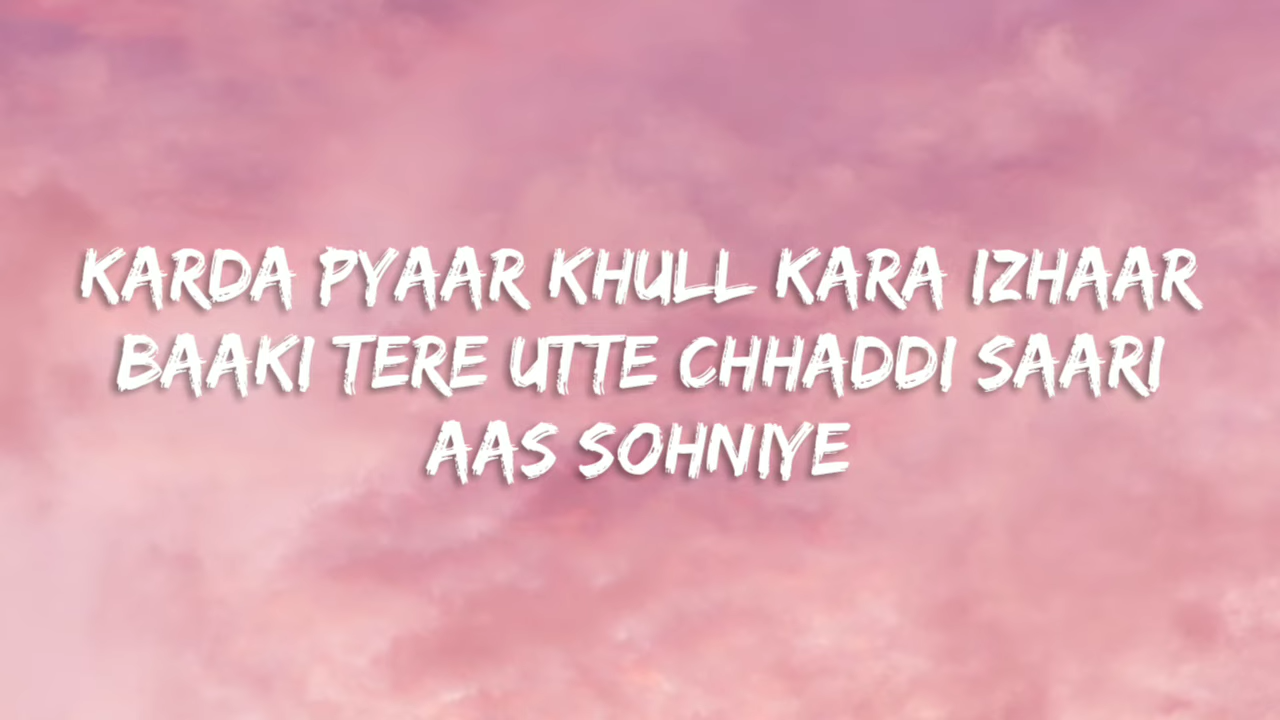 KARDA PYAAR KHULL KARA IZHAAR
BAAKI TERE UTTE CHHADDI SAARI
AAS SOHNIYE